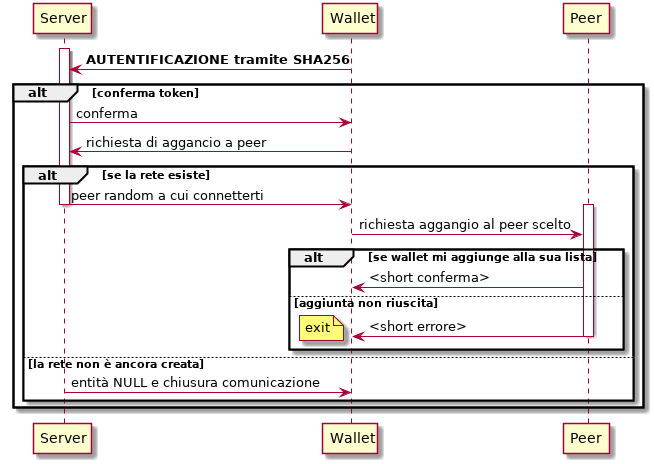 Server Wallet Peer
AUTENTIFICAZIONE tramite SHA256
alt [conferma token]
conferma
richiesta di aggancio a peer
alt [se la rete esiste]
peer random a cui connetterti
richiesta aggangio al peer scelto
alt [se wallet mi aggiunge alla sua lista]
<short conferma>
[aggiunta non riuscita]
exit <short errore>
[la rete non è ancora creata]
entità NULL e chiusura comunicazione
Server Wallet Peer